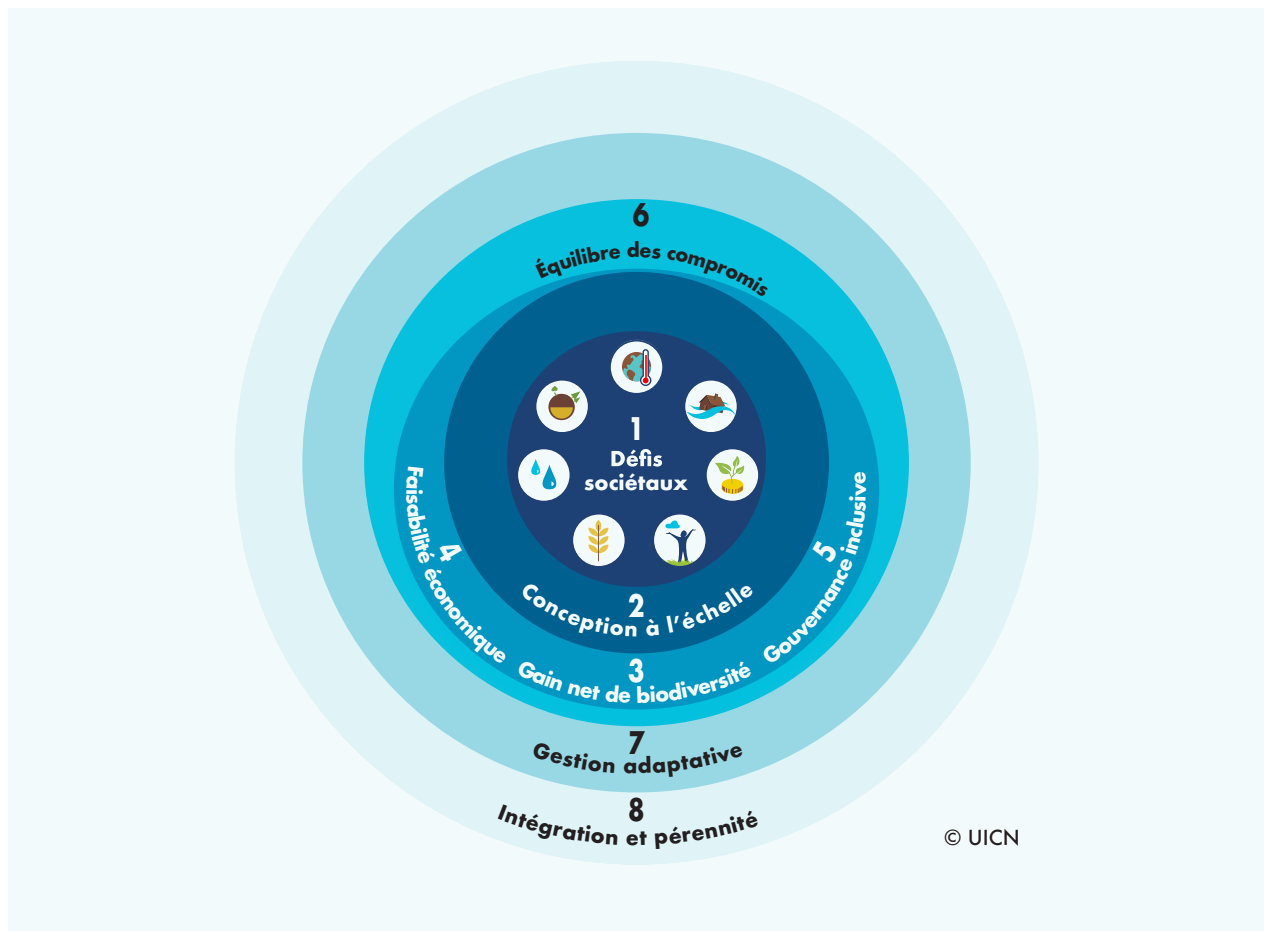 6
Équilibre des compromis
1
Défis
sociétaux
2
Conception à l’échelle
3
Gain net de biodiversité
4
Faisabilité économique
5
Gouvernance inclusive
7
Gestion adaptative
8
Intégration et pérennité
© UICN